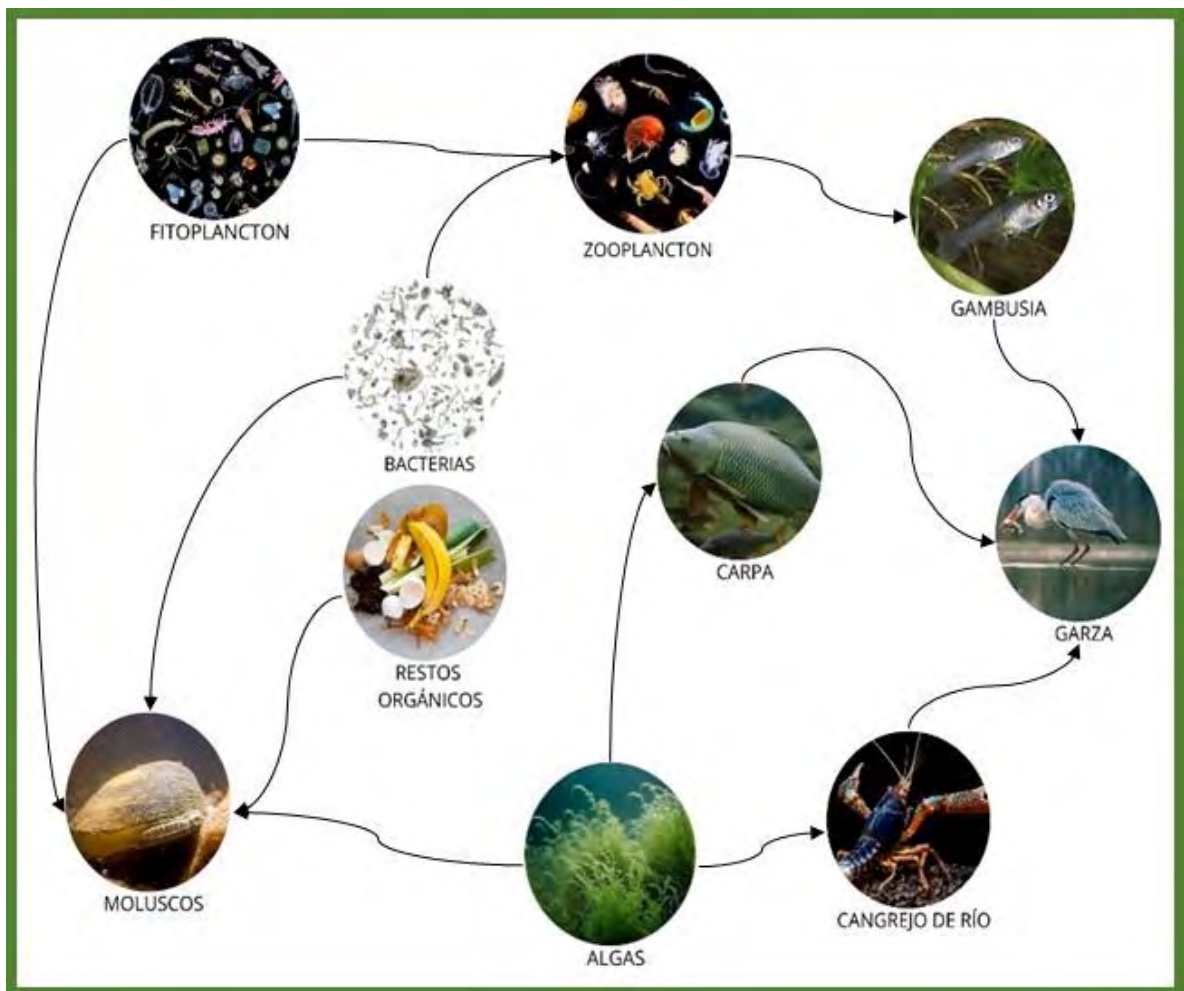 FITOPLANCTON
ZOOPLANCTON
GAMBUSIA
BACTERIAS
CARPA
GARZA
RESTOS
ORGÁNICOS
MOLUSCOS
CANGREJO DE RÍO
ALGAS